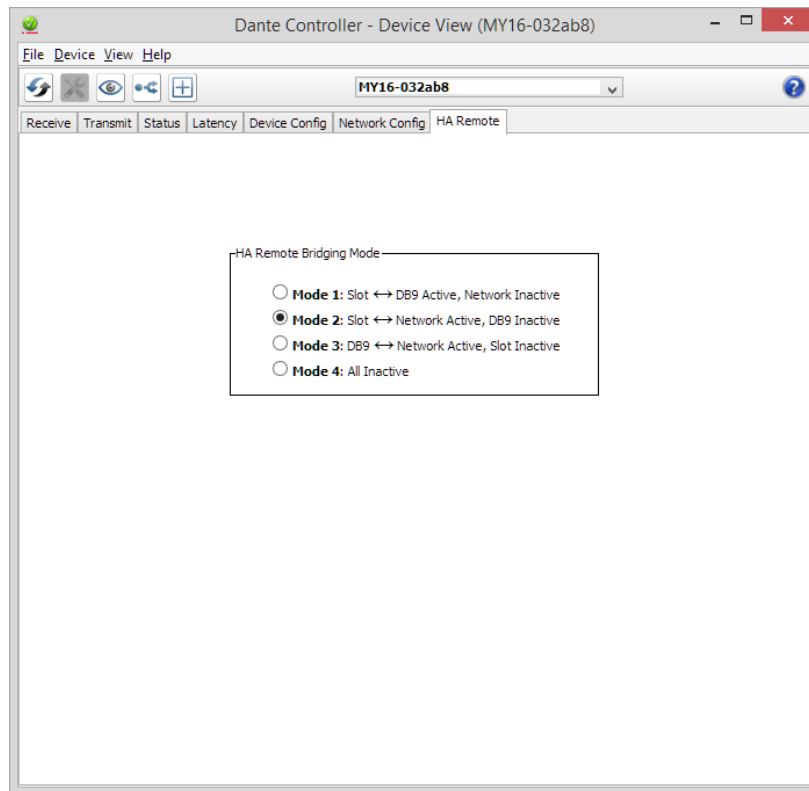 Dante Controller - Device View (MY16-032ab8)
File Device View Help
MY16-032ab8
Receive Transmit Status Latency Device Config Network Config HA Remote
HA Remote Bridging Mode
Mode 1: Slot ↔ DB9 Active, Network Inactive
Mode 2: Slot ↔ Network Active, DB9 Inactive
Mode 3: DB9 ↔ Network Active, Slot Inactive
Mode 4: All Inactive